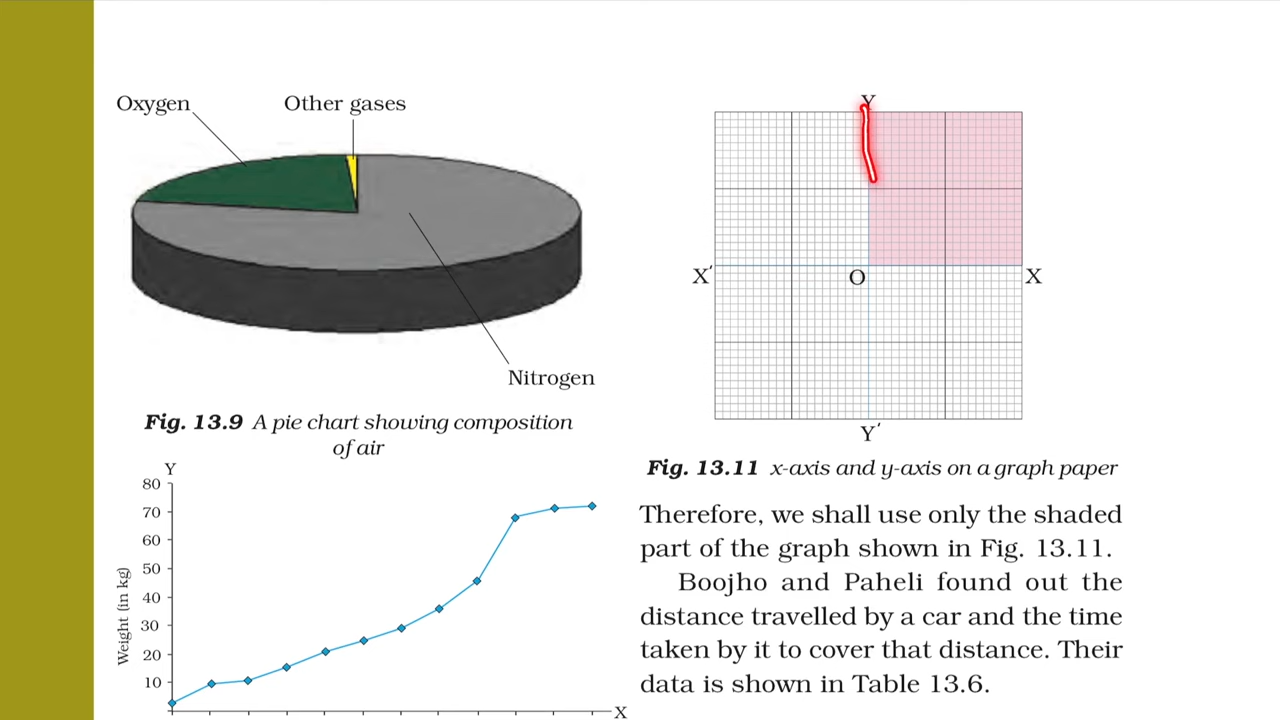 Oxygen
Other gases
Nitrogen
Fig. 13.9 A pie chart showing composition
of air
Y
80
70
60
50
40
30
20
10
Weight (in kg)
X
Y
X′
O
X
Y′
Fig. 13.11 x-axis and y-axis on a graph paper
Therefore, we shall use only the shaded
part of the graph shown in Fig. 13.11.
Boojho and Paheli found out the
distance travelled by a car and the time
taken by it to cover that distance. Their
data is shown in Table 13.6.